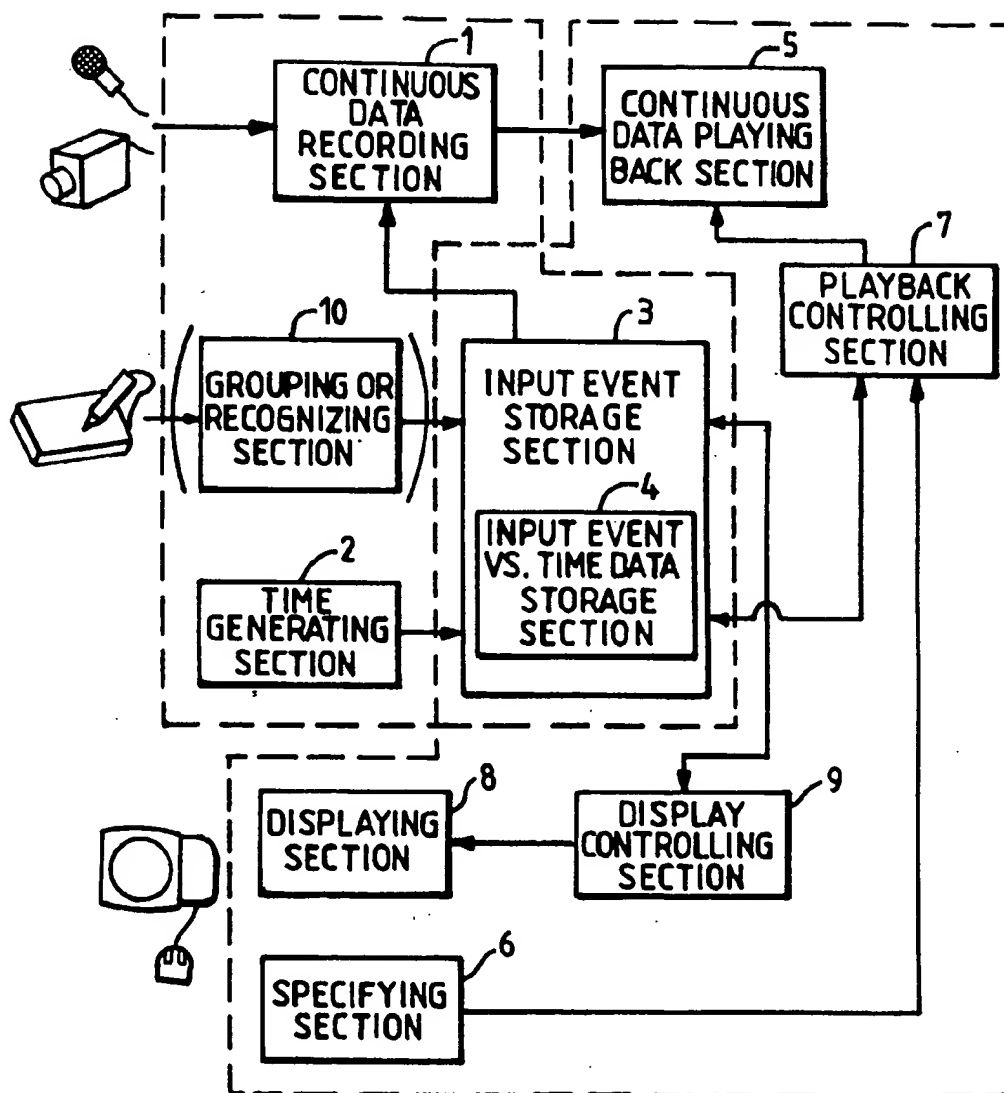 1
CONTINUOUS
DATA
RECORDING
SECTION
5
CONTINUOUS
DATA PLAYING
BACK SECTION
7
PLAYBACK
CONTROLLING
SECTION
10
GROUPING OR
RECOGNIZING
SECTION
3
INPUT EVENT
STORAGE
SECTION
4
INPUT EVENT
VS. TIME DATA
STORAGE
SECTION
2
TIME
GENERATING
SECTION
8
DISPLAYING
SECTION
9
DISPLAY
CONTROLLING
SECTION
6
SPECIFYING
SECTION